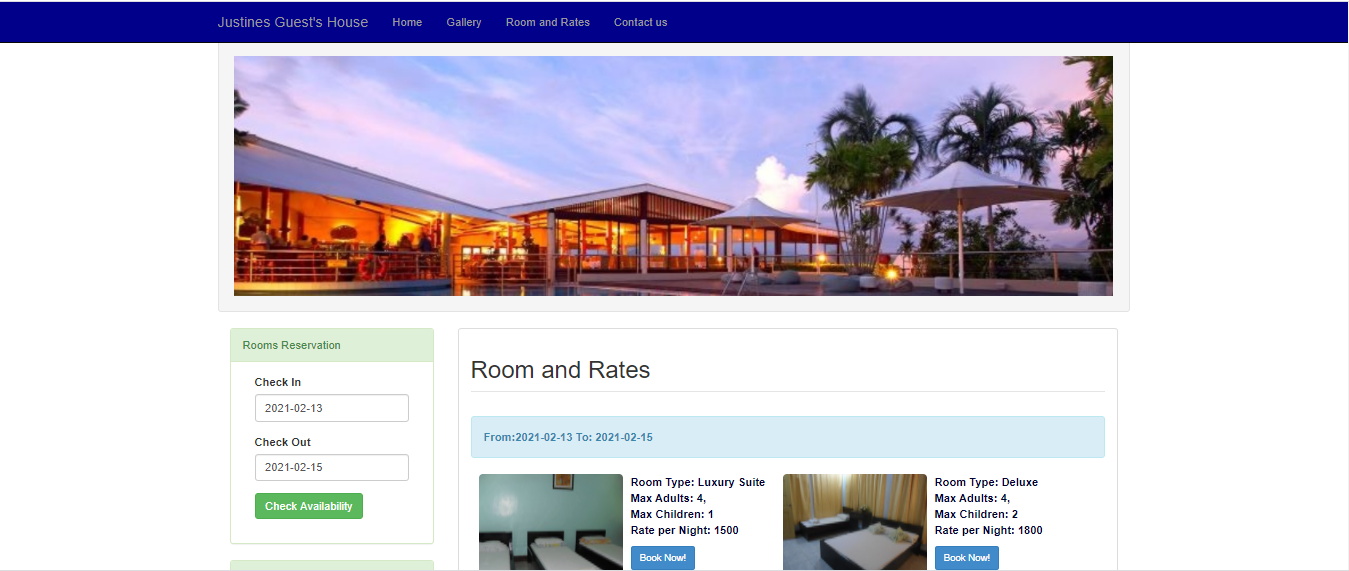 Justines Guest's House Home Gallery Room and Rates Contact us
Rooms Reservation
Check In
2021-02-13
Check Out
2021-02-15
Check Availability
Room and Rates
From:2021-02-13 To: 2021-02-15
Room Type: Luxury Suite
Max Adults: 4,
Max Children: 1
Rate per Night: 1500
Book Now!
Room Type: Deluxe
Max Adults: 4,
Max Children: 2
Rate per Night: 1800
Book Now!